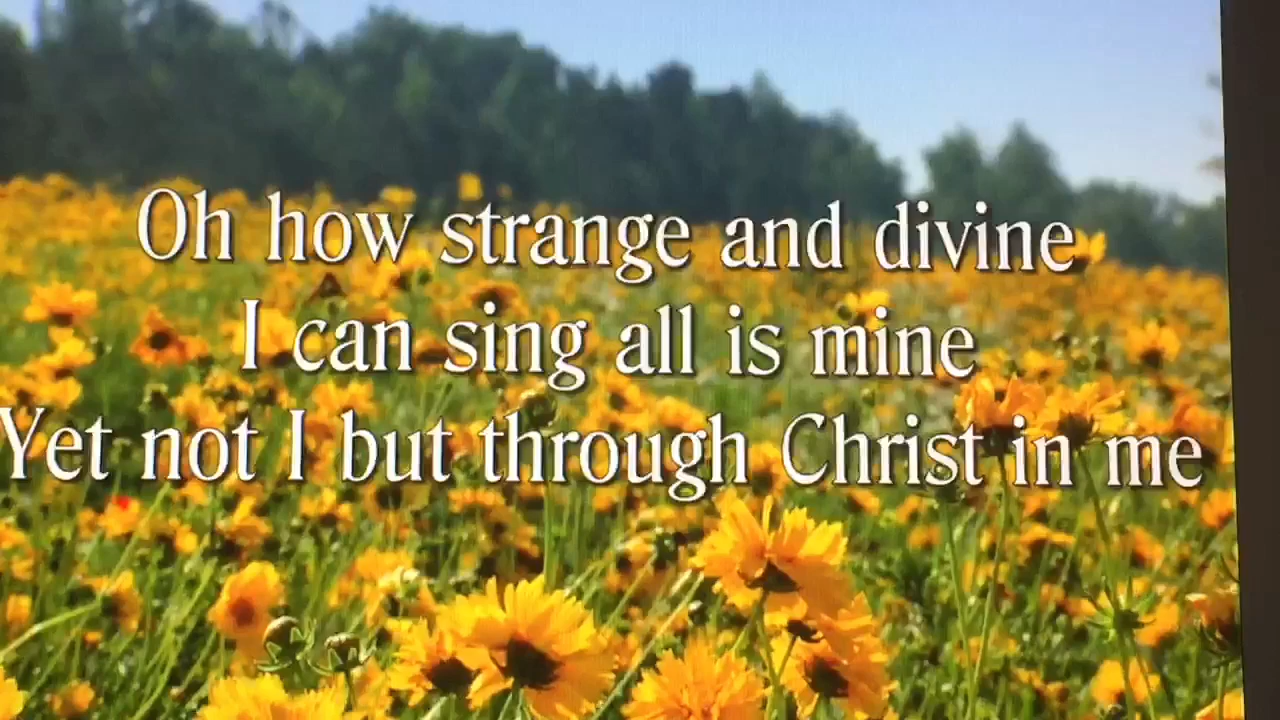 Oh how strange and divine
I can sing all is mine
Yet not I but through Christ in me